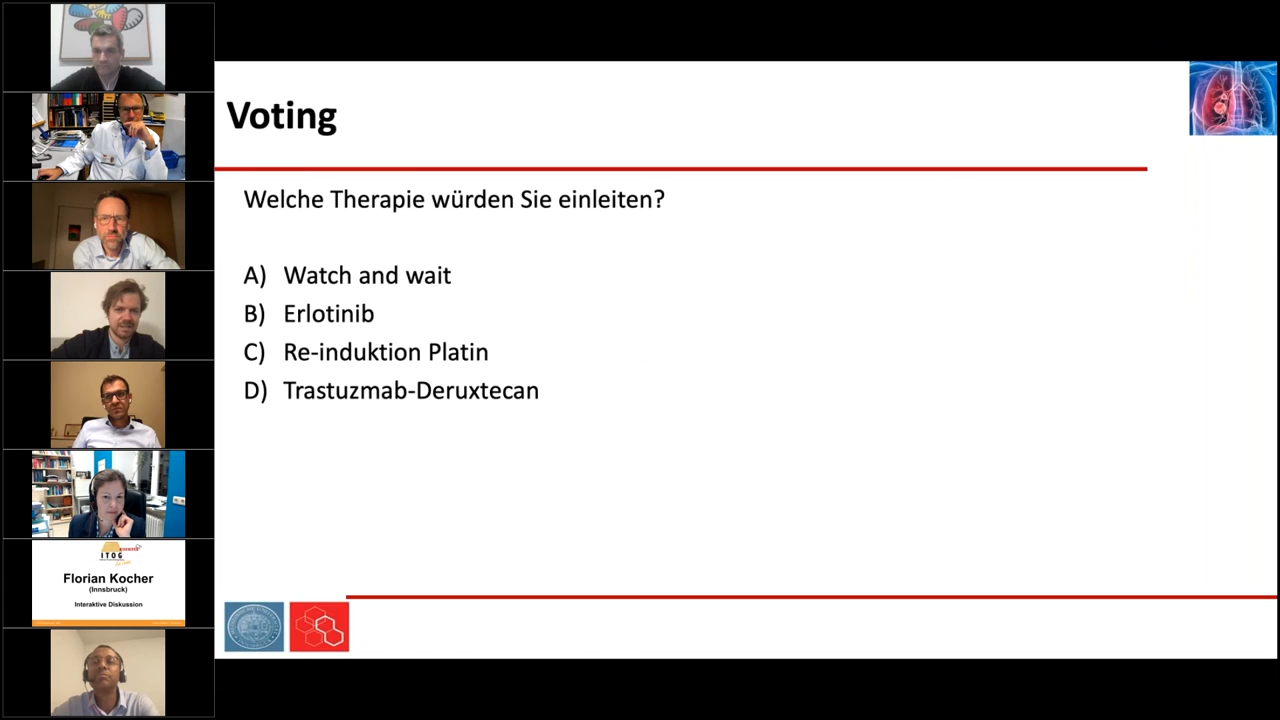 Voting
Welche Therapie würden Sie einleiten?
A) Watch and wait
B) Erlotinib
C) Re-induktion Platin
D) Trastuzmab-Deruxtecan
ITOG
Florian Kocher
(Innsbruck)
Interaktive Diskussion